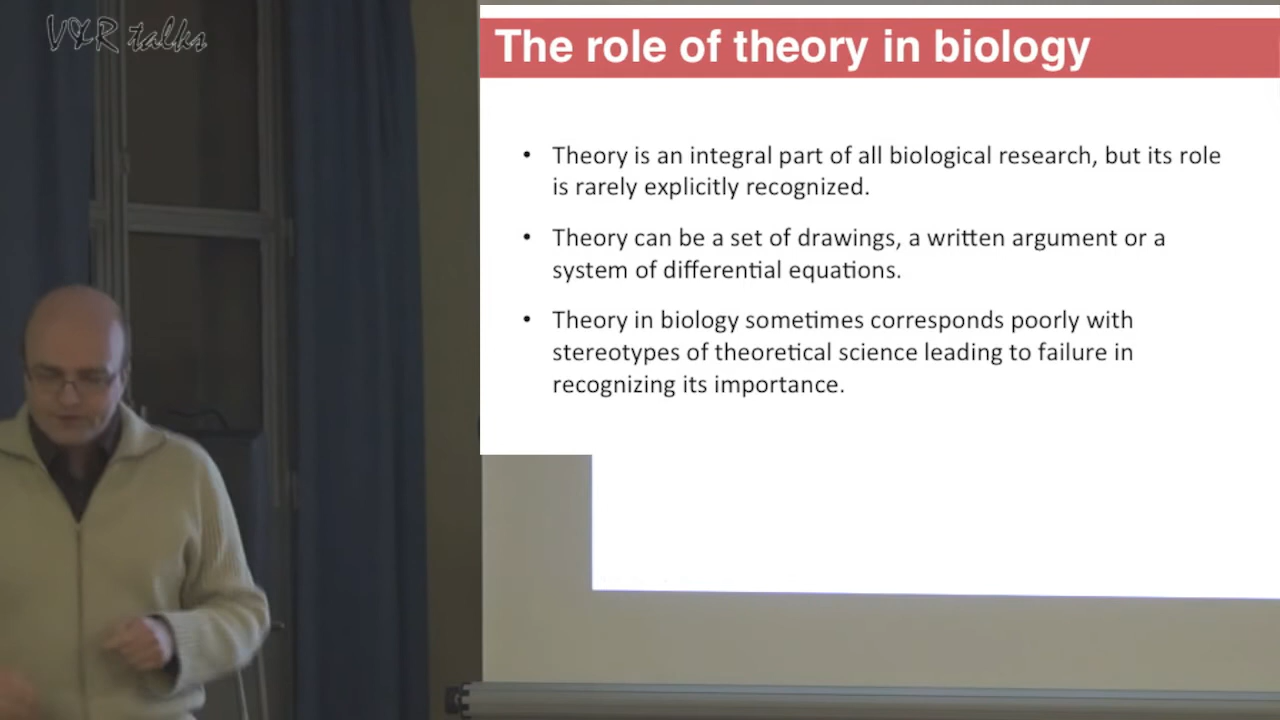 V&R talks
The role of theory in biology
• Theory is an integral part of all biological research, but its role
is rarely explicitly recognized.
• Theory can be a set of drawings, a written argument or a
system of differential equations.
• Theory in biology sometimes corresponds poorly with
stereotypes of theoretical science leading to failure in
recognizing its importance.